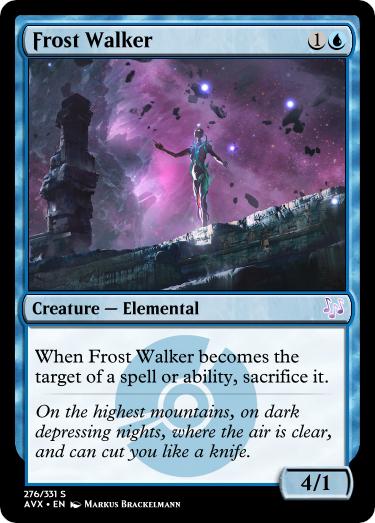 Frost Walker 1
Creature — Elemental
When Frost Walker becomes the
target of a spell or ability, sacrifice it.
On the highest mountains, on dark
depressing nights, where the air is clear,
and can cut you like a knife.
4/1
276/331 S
AVX • EN Markus Brackelmann